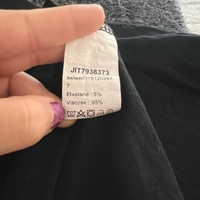 JIT7938373
7
Elastane : 5%
Viscose : 95%